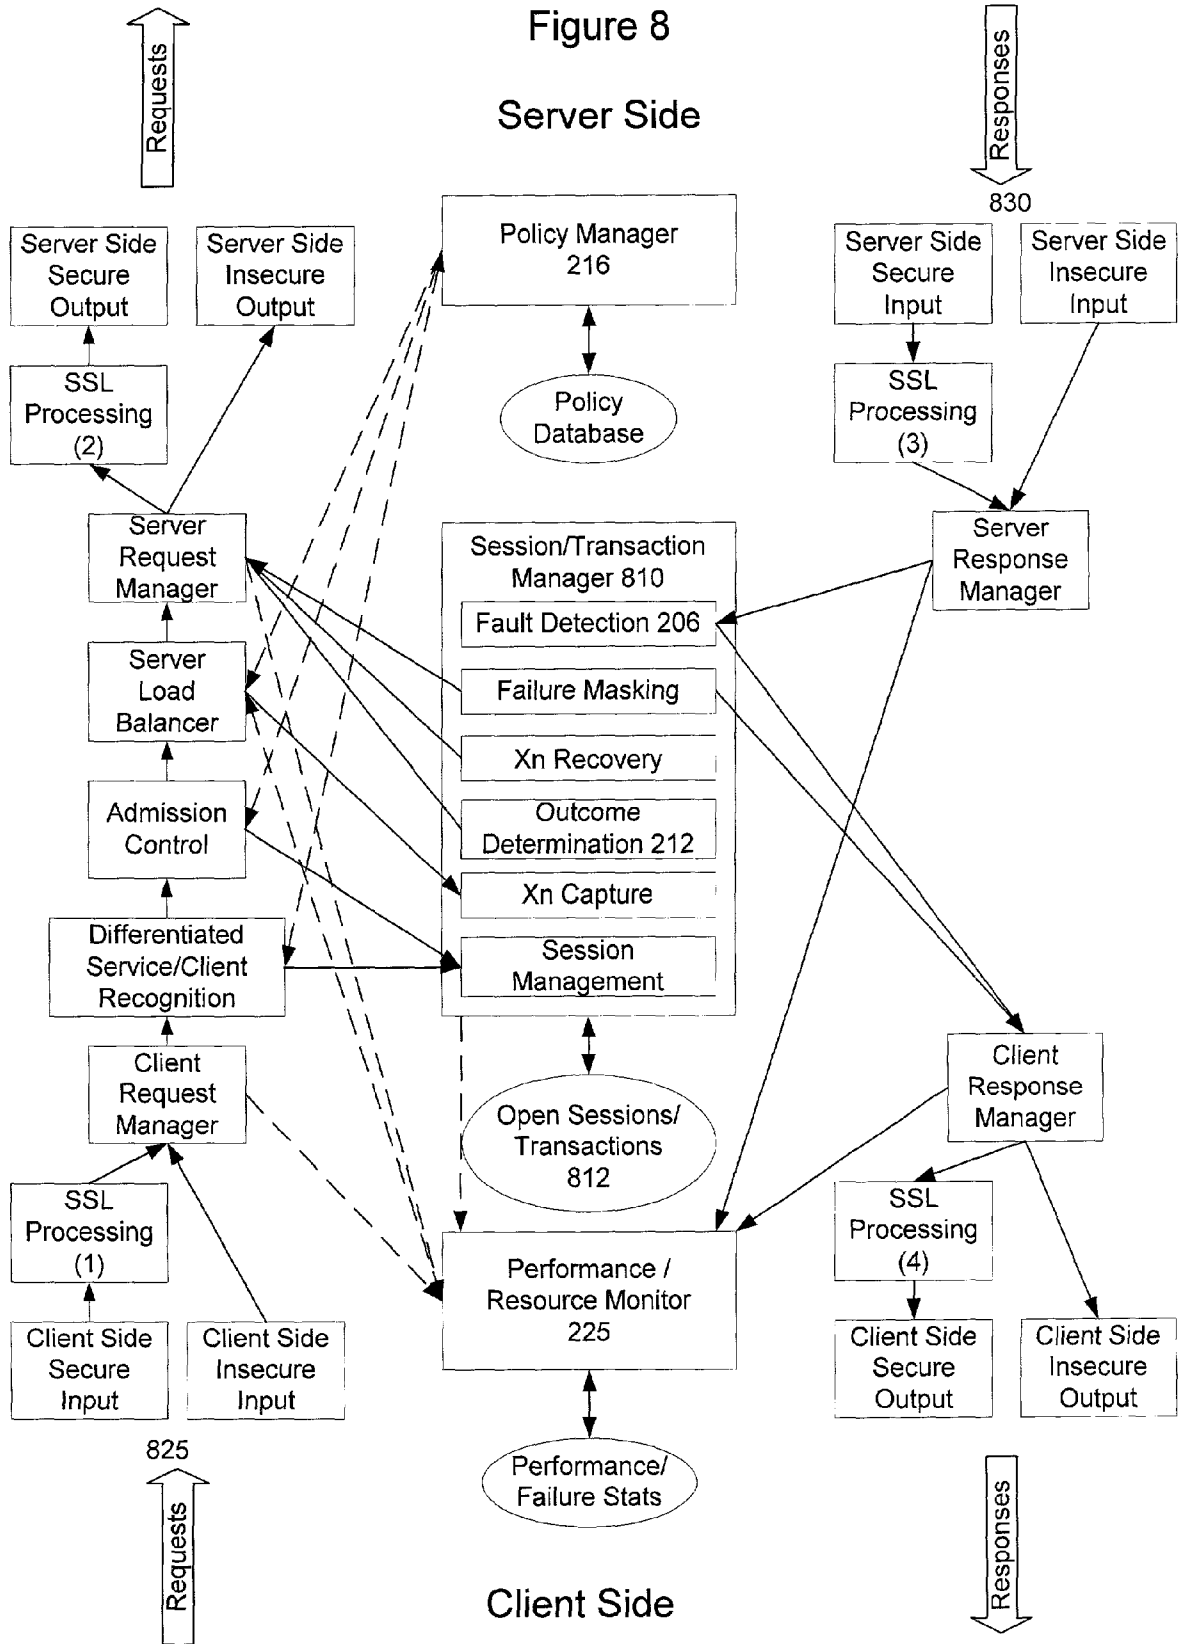 Figure 8
Requests
Responses
Server Side
830
Server Side
Secure
Output
Server Side
Insecure
Output
Policy Manager
216
Server Side
Secure
Input
Server Side
Insecure
Input
SSL
Processing
(2)
Policy
Database
SSL
Processing
(3)
Server
Request
Manager
Session/Transaction
Manager 810
Server
Response
Manager
Fault Detection 206
Server
Load
Balancer
Failure Masking
Xn Recovery
Admission
Control
Outcome
Determination 212
Xn Capture
Differentiated
Service/Client
Recognition
Session
Management
Client
Request
Manager
Open Sessions/
Transactions
812
Client
Response
Manager
SSL
Processing
(1)
Performance /
Resource Monitor
225
SSL
Processing
(4)
Client Side
Secure
Input
Client Side
Insecure
Input
Client Side
Secure
Output
Client Side
Insecure
Output
825
Performance/
Failure Stats
Requests
Responses
Client Side